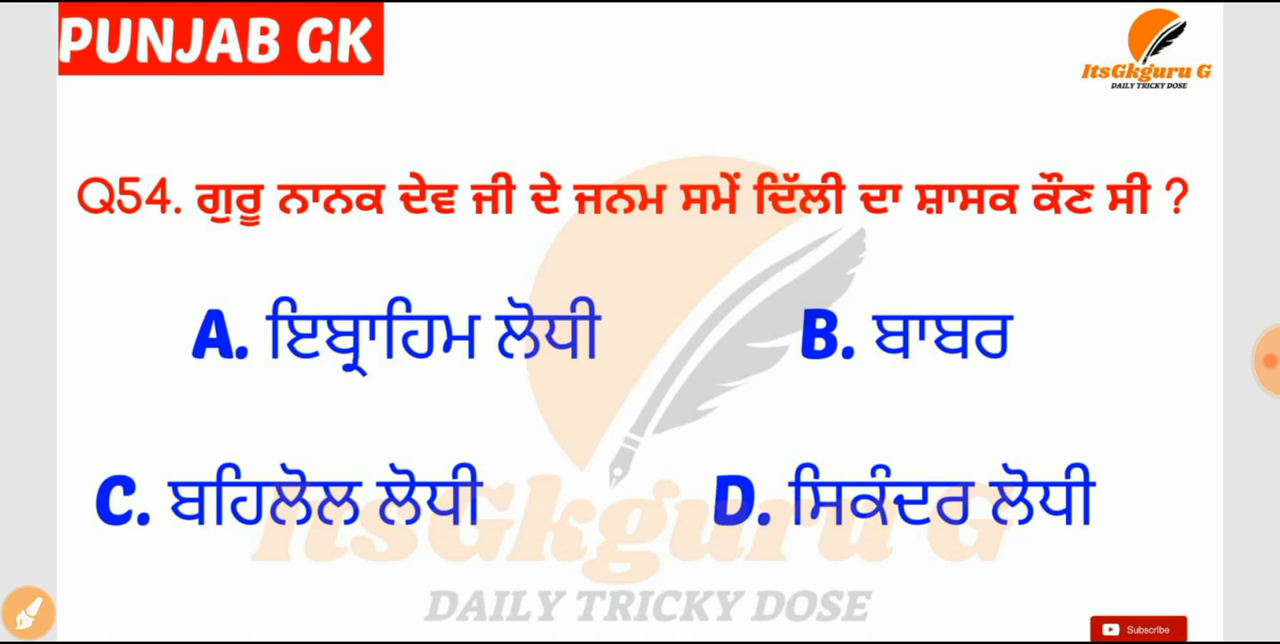 PUNJAB GK
ItsGkguru G
DAILY TRICKY DOSE
Q54. ਗੁਰੂ ਨਾਨਕ ਦੇਵ ਜੀ ਦੇ ਜਨਮ ਸਮੇਂ ਦਿੱਲੀ ਦਾ ਸ਼ਾਸਕ ਕੌਣ ਸੀ ?
A. ਇਬ੍ਰਾਹਿਮ ਲੋਧੀ
B. ਬਾਬਰ
C. ਬਹਿਲੋਲ ਲੋਧੀ
D. ਸਿਕੰਦਰ ਲੋਧੀ
ItsGkguru G
DAILY TRICKY DOSE
Subscribe